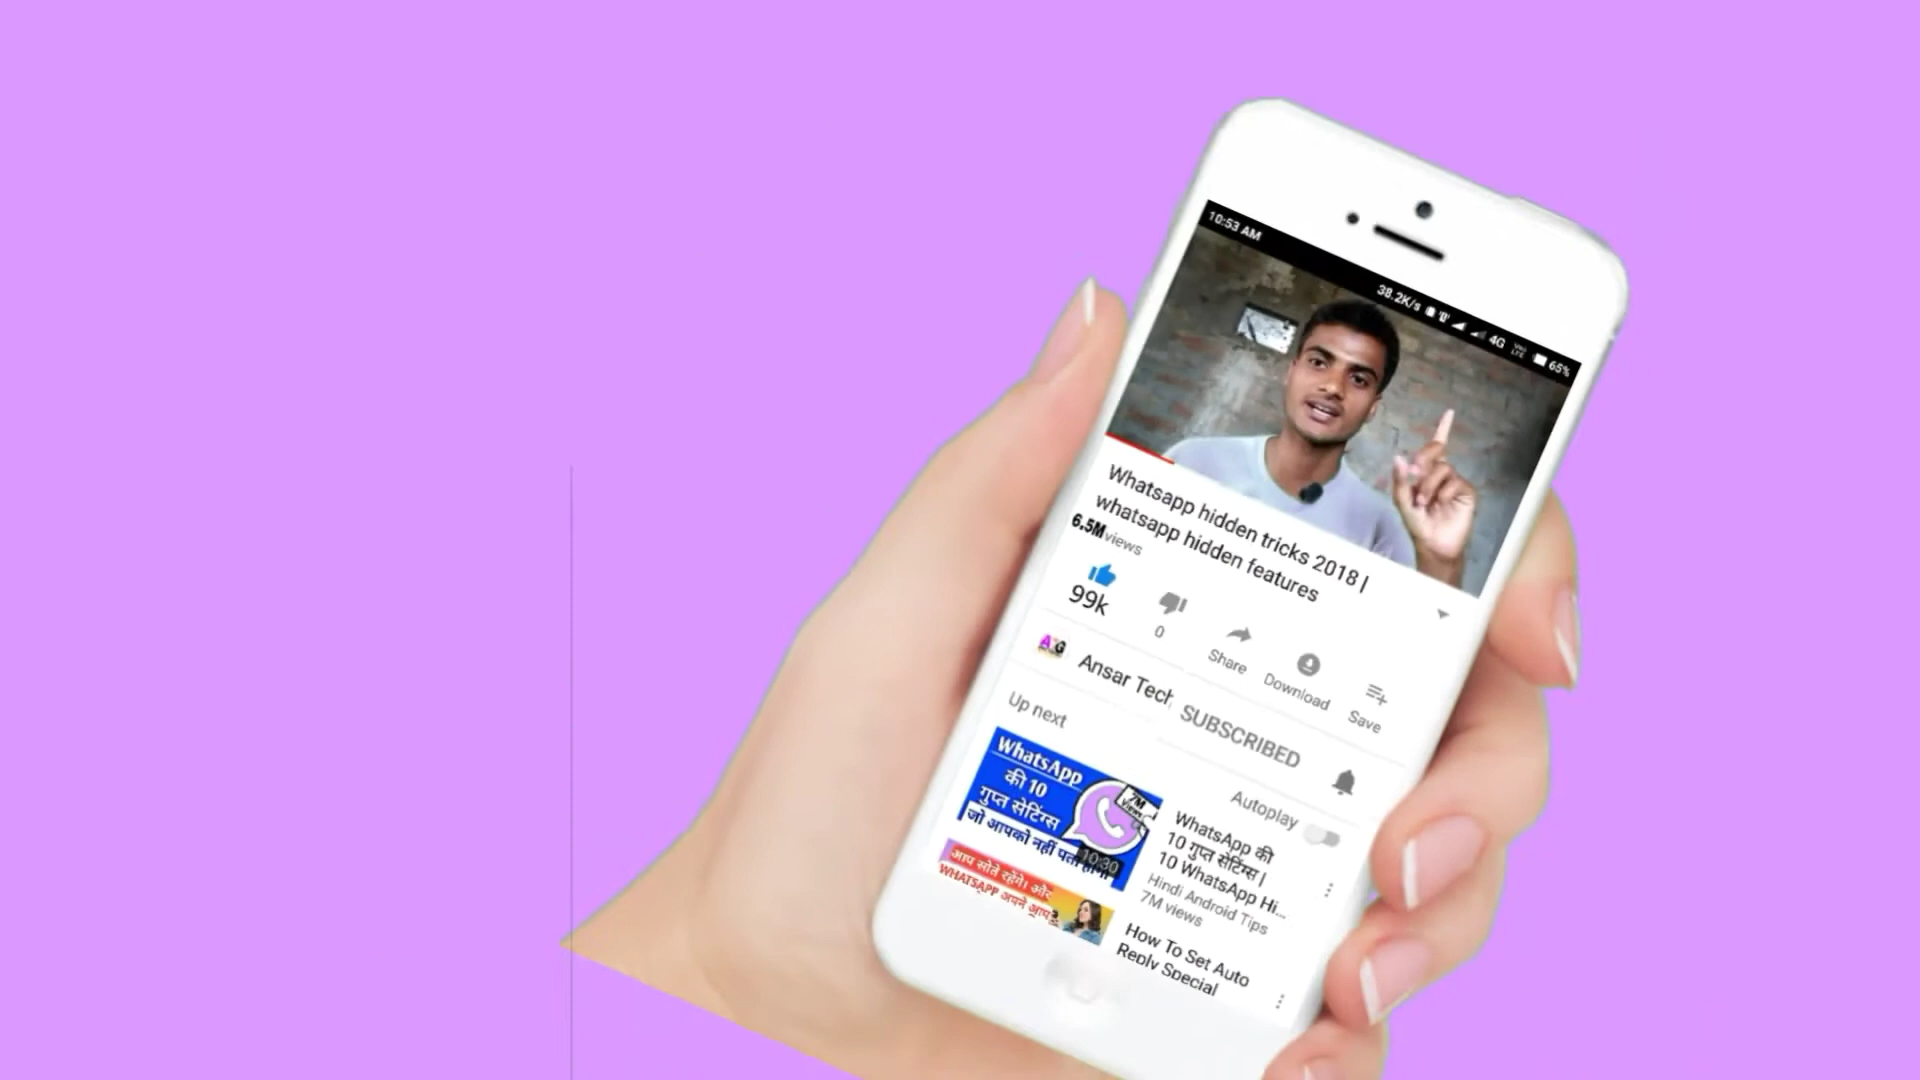 10:53 AM
38.2K/s 4G VoLTE 65%
Whatsapp hidden tricks 2018 |
whatsapp hidden features
6.5M views
99k
0
Share
Download
Save
Ansar Tech
SUBSCRIBED
Up next
Autoplay
WhatsApp
की 10
गुप्त सेटिंग्स
जो आपको नहीं पता होगा
7M
Views
10:30
WhatsApp की
10 गुप्त सेटिंग्स |
10 WhatsApp Hi...
Hindi Android Tips
7M views
आप सोते रहेंगे। और
WHATSAPP अपने आप
How To Set Auto
Reply Special